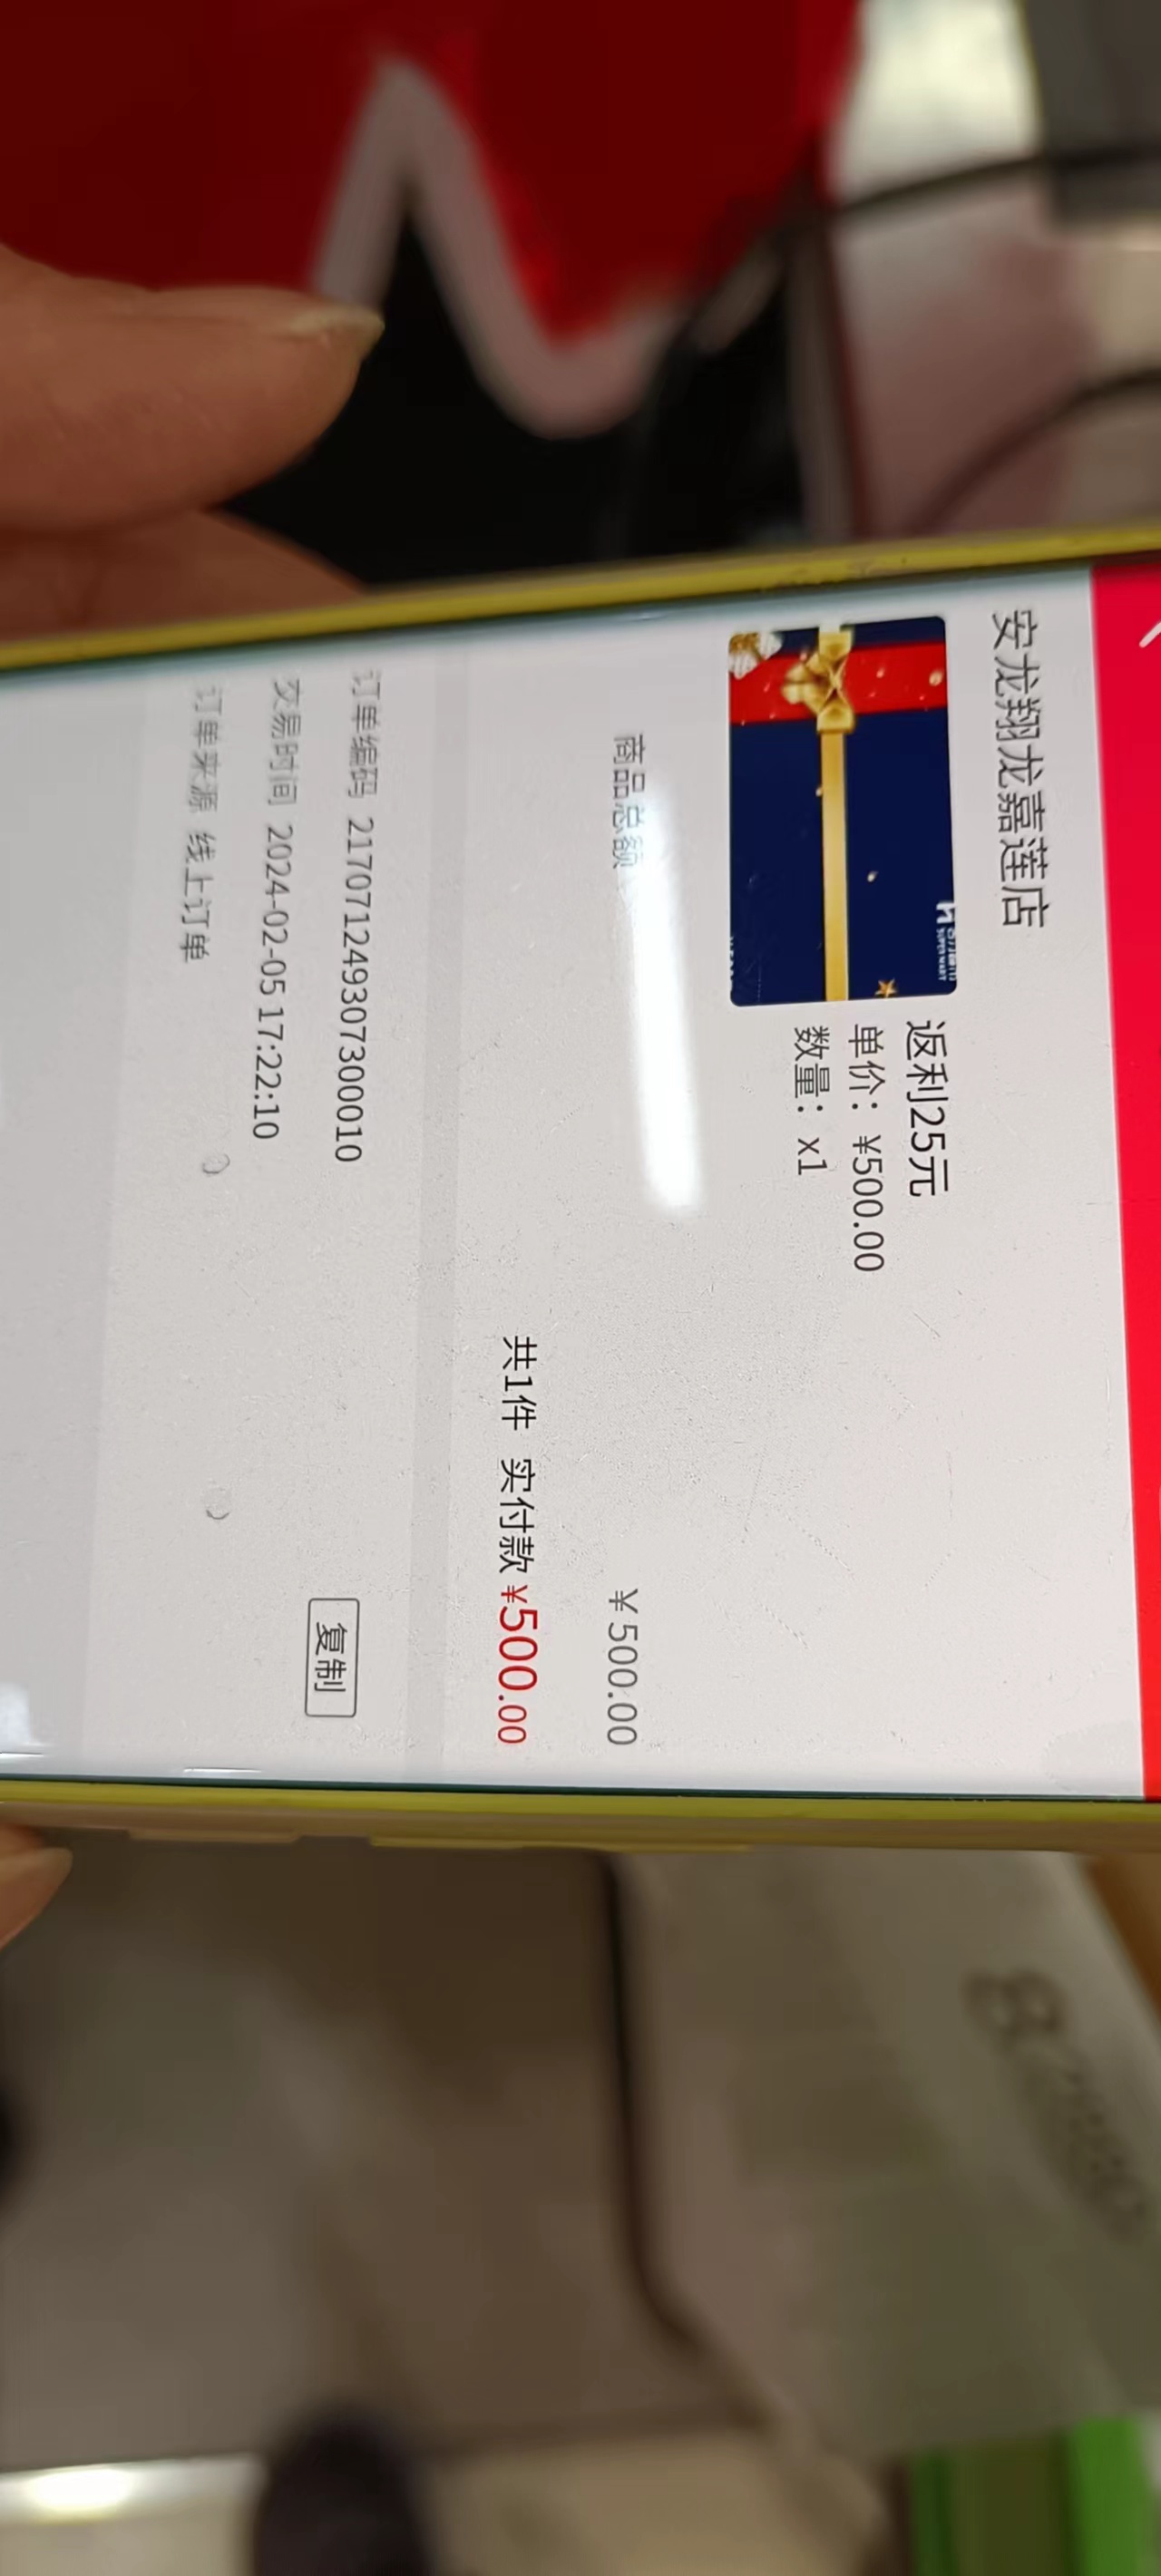 安龙翔龙嘉莲店
返利25元
单价：¥500.00
数量：x1
商品总额
¥500.00
共1件 实付款 ¥500.00
订单编码 2170712493073000010
复制
交易时间 2024-02-05 17:22:10
订单来源 线上订单